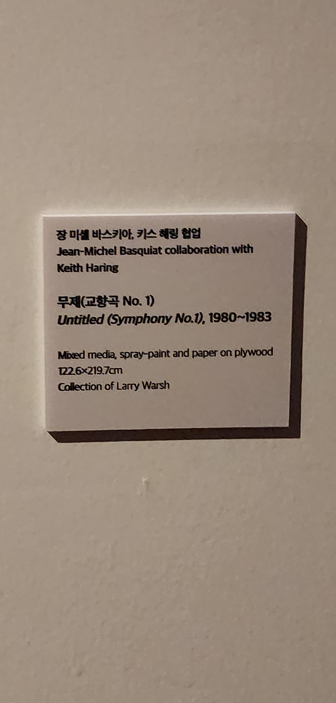 장 미셸 바스키아, 키스 해링 협업
Jean-Michel Basquiat collaboration with
Keith Haring
무제(교향곡 No. 1)
Untitled (Symphony No.1), 1980~1983
Mixed media, spray-paint and paper on plywood
122.6×219.7cm
Collection of Larry Warsh